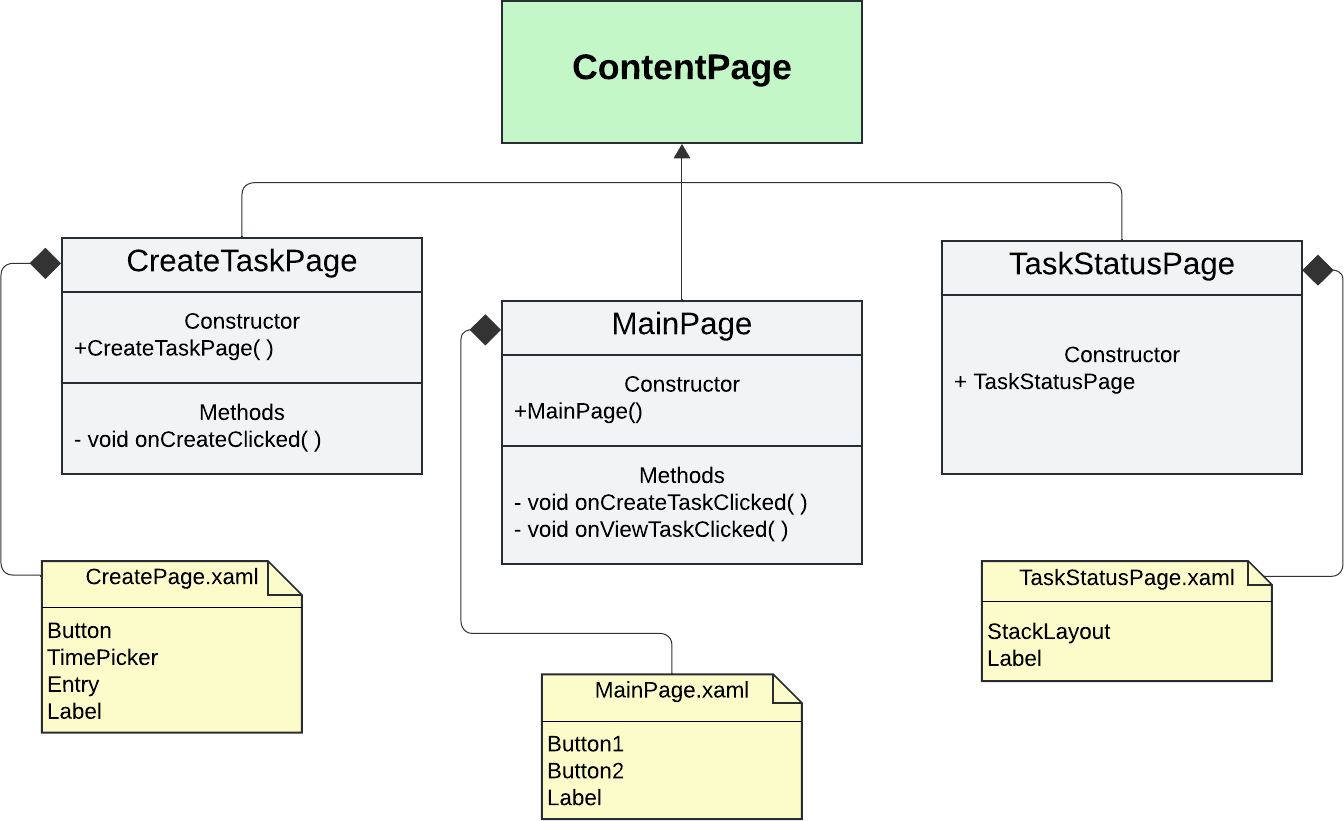 ContentPage
CreateTaskPage
Constructor
+CreateTaskPage( )
Methods
- void onCreateClicked( )
MainPage
Constructor
+MainPage()
Methods
- void onCreateTaskClicked( )
- void onViewTaskClicked( )
TaskStatusPage
Constructor
+ TaskStatusPage
CreatePage.xaml
Button
TimePicker
Entry
Label
MainPage.xaml
Button1
Button2
Label
TaskStatusPage.xaml
StackLayout
Label